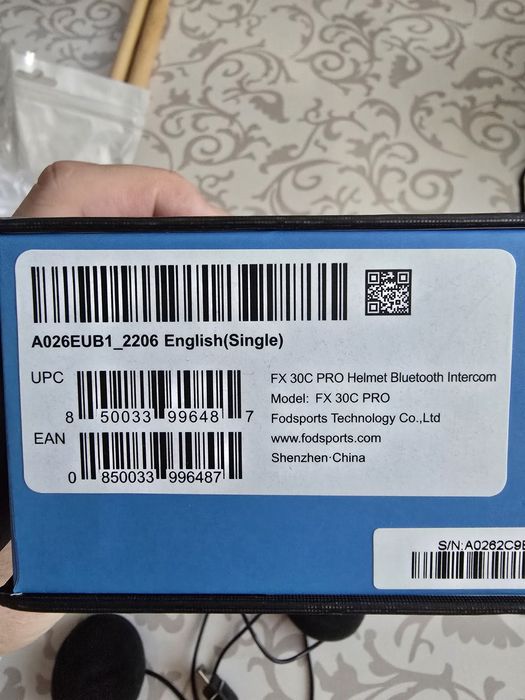 A026EUB1_2206 English(Single)
UPC
8 50033 99648 7
EAN
0 850033 996487
FX 30C PRO Helmet Bluetooth Intercom
Model: FX 30C PRO
Fodsports Technology Co.,Ltd
www.fodsports.com
Shenzhen·China
S/N:A0262C9